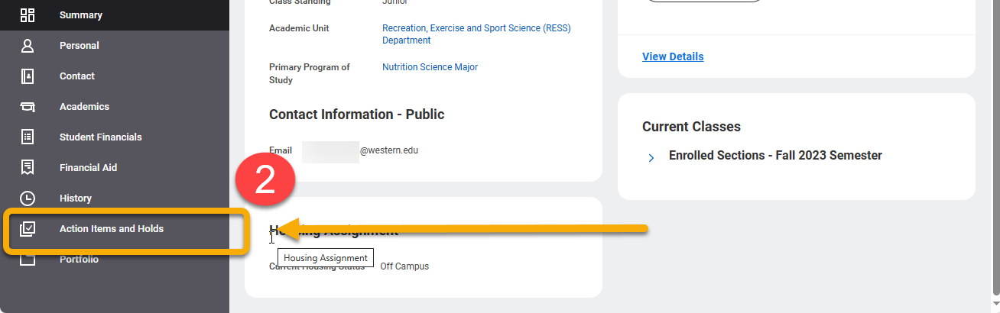 Summary
Personal
Contact
Academics
Student Financials
Financial Aid
History
Action Items and Holds
Portfolio
Class Standing
Junior
Academic Unit
Recreation, Exercise and Sport Science (RESS)
Department
Primary Program of
Study
Nutrition Science Major
Contact Information - Public
Email
@western.edu
2
Housing Assignment
Housing Assignment
Current Housing Status
Off Campus
View Details
Current Classes
Enrolled Sections - Fall 2023 Semester